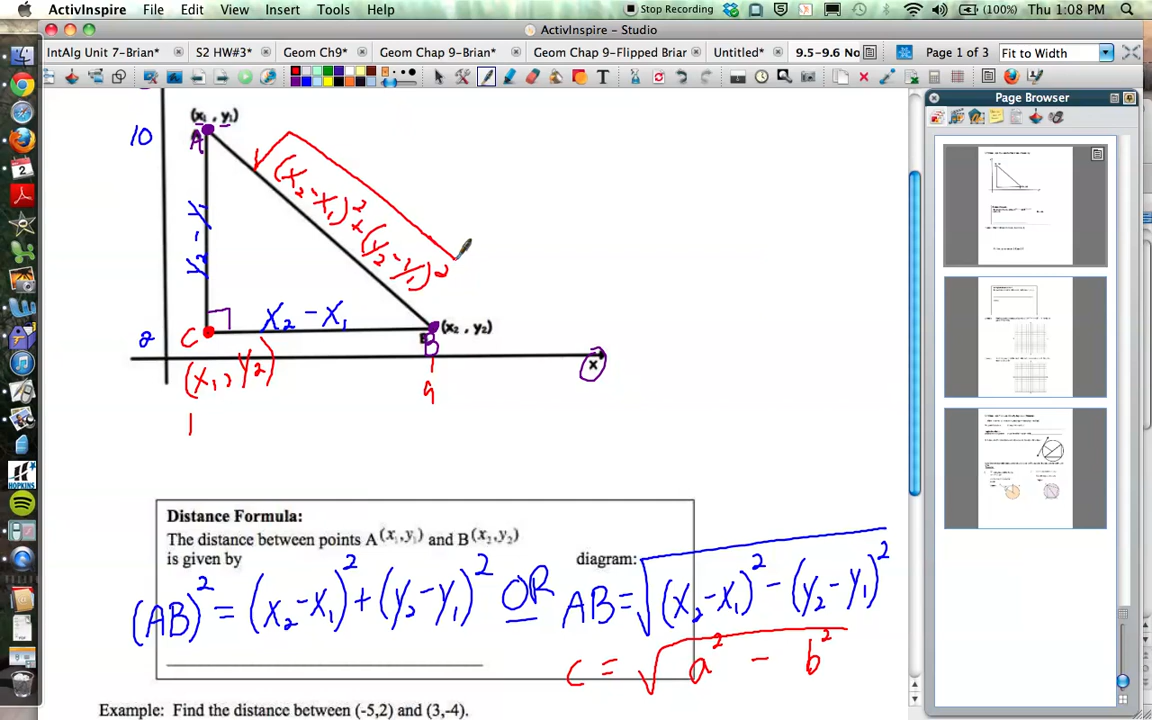 ActivInspire File Edit View Insert Tools Help Stop Recording (100%) Thu 1:08 PM
ActivInspire - Studio
IntAlg Unit 7-Brian* S2 HW#3* Geom Ch9* Geom Chap 9-Brian* Geom Chap 9-Flipped Briar Untitled* 9.5-9.6 No Page 1 of 3 Fit to Width
Page Browser
(x₁ , y₁)
10
A
√(x₂-x₁)²+(y₂-y₁)²
y₂-y₁
x₂-x₁
(x₂ , y₂)
2
C
B
(x₁, y₂)
x
1
9
Distance Formula:
The distance between points A(x₁,y₁) and B(x₂,y₂)
is given by diagram:
(AB)² = (x₂-x₁)²+(y₂-y₁)² OR AB=√(x₂-x₁)²-(y₂-y₁)²
c = √a² - b²
Example: Find the distance between (-5,2) and (3,-4).